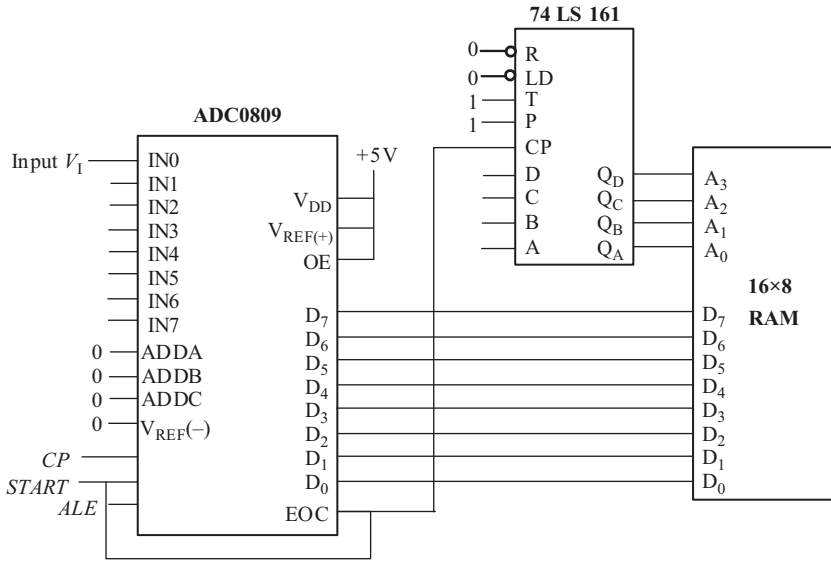 74 LS 161
0 R
0 LD
1 T
1 P
CP
D Q_D
C Q_C
B Q_B
A Q_A
ADC0809
Input V_I IN0
IN1
IN2
IN3
IN4
IN5
IN6
IN7
0 ADDA
0 ADDB
0 ADDC
0 V_REF(–)
CP
START
ALE
+5V
V_DD
V_REF(+)
OE
D_7
D_6
D_5
D_4
D_3
D_2
D_1
D_0
EOC
A_3
A_2
A_1
A_0
16×8
RAM
D_7
D_6
D_5
D_4
D_3
D_2
D_1
D_0